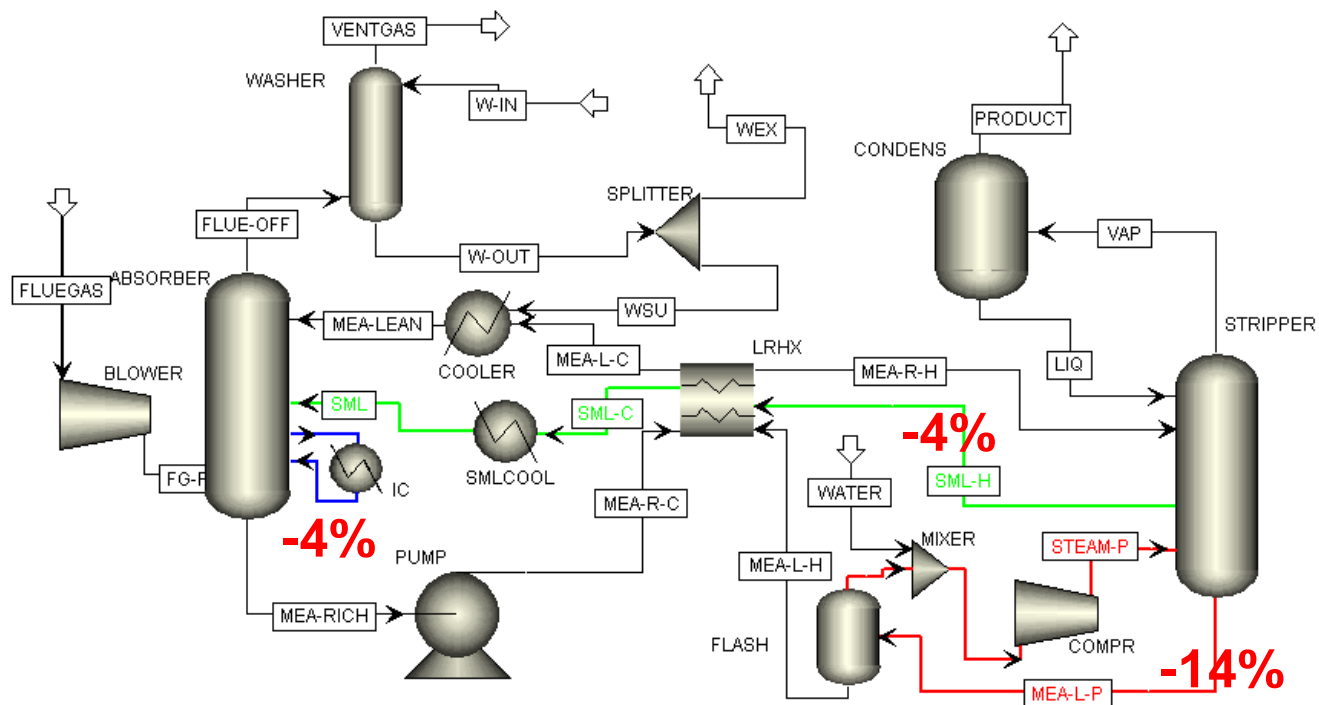 VENTGAS
WASHER
W-IN
WEX
PRODUCT
CONDENS
SPLITTER
FLUE-OFF
VAP
W-OUT
ABSORBER
FLUEGAS
WSU
MEA-LEAN
STRIPPER
LRHX
MEA-L-C
COOLER
MEA-R-H
LIQ
BLOWER
SML
SML-C
-4%
FG-P
SMLCOOL
IC
SML-H
WATER
MEA-R-C
-4%
MIXER
STEAM-P
PUMP
MEA-L-H
MEA-RICH
FLASH
COMPR
-14%
MEA-L-P